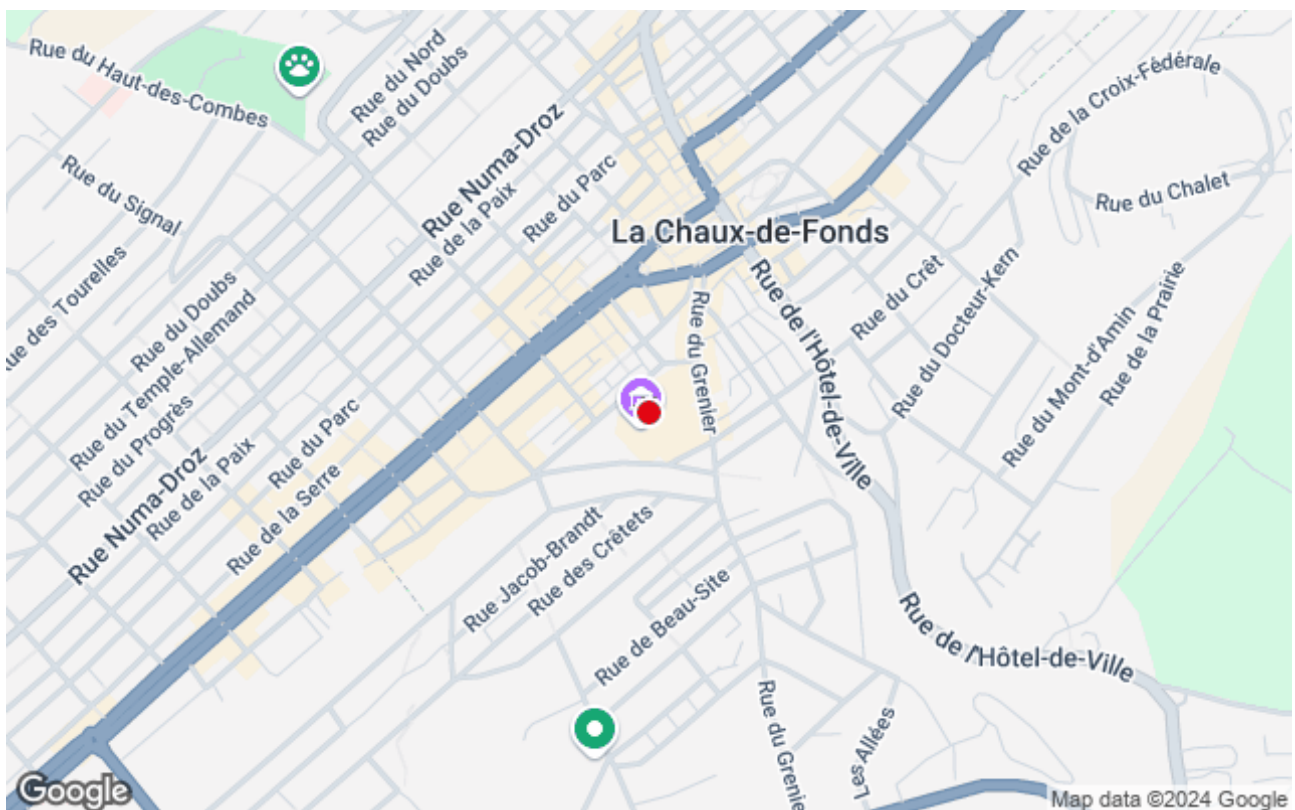 Rue du Haut-des-Combes
Rue du Nord
Rue du Doubs
Rue Numa-Droz
Rue de la Paix
Rue du Parc
Rue de la Croix-Fédérale
Rue du Chalet
Rue du Signal
La Chaux-de-Fonds
ue des Tourelles
Rue du Doubs
Rue du Temple-Allemand
Rue du Progrès
Rue Numa-Droz
Rue de la Paix
Rue du Parc
Rue de la Serre
Rue du Grenier
Rue de l'Hôtel-de-Ville
Rue du Crêt
Rue du Docteur-Kern
Rue du Mont-d'Amin
Rue de la Prairie
Rue Jacob-Brandt
Rue des Crêtets
Rue de Beau-Site
Rue de l'Hôtel-de-Ville
Rue du Grenier
Les Allées
Google
Map data ©2024 Google